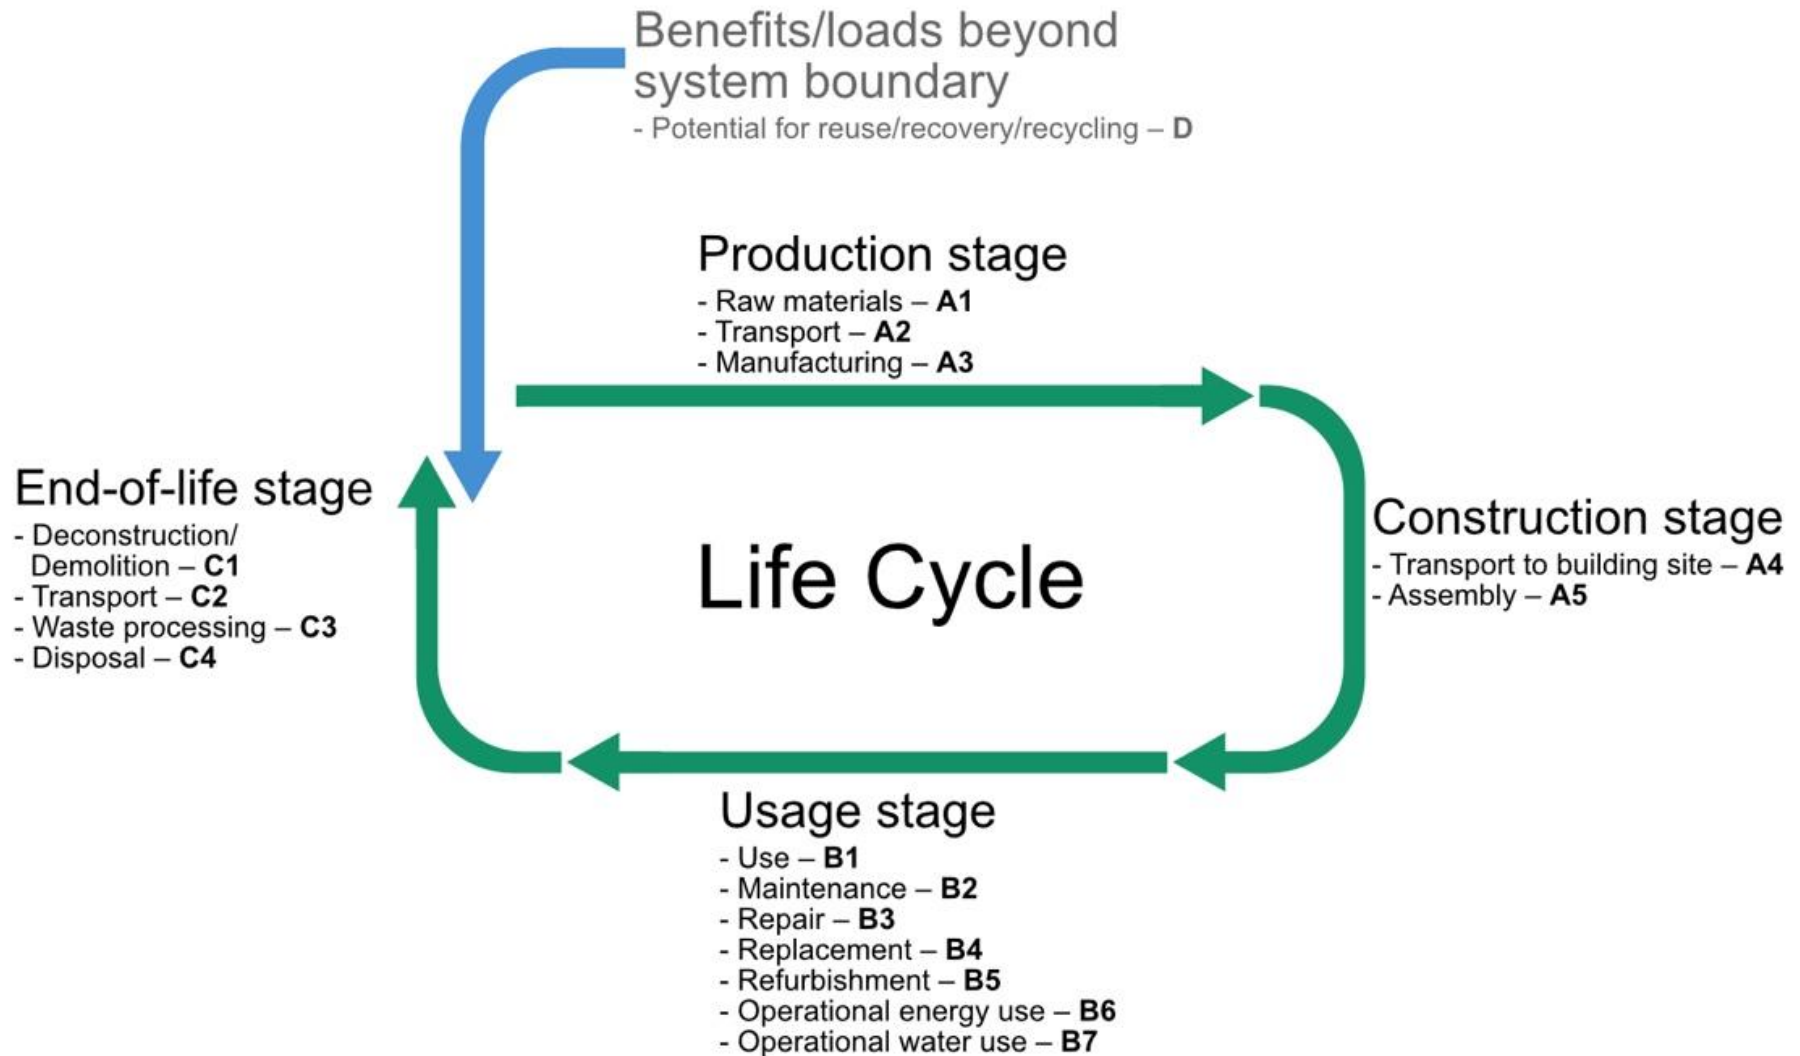 Benefits/loads beyond
system boundary
- Potential for reuse/recovery/recycling – D
Production stage
- Raw materials – A1
- Transport – A2
- Manufacturing – A3
End-of-life stage
- Deconstruction/
Demolition – C1
- Transport – C2
- Waste processing – C3
- Disposal – C4
Life Cycle
Construction stage
- Transport to building site – A4
- Assembly – A5
Usage stage
- Use – B1
- Maintenance – B2
- Repair – B3
- Replacement – B4
- Refurbishment – B5
- Operational energy use – B6
- Operational water use – B7